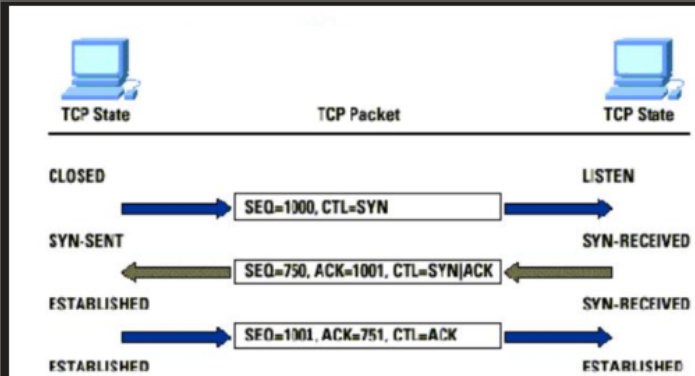 TCP State TCP Packet TCP State
CLOSED LISTEN
SEQ=1000, CTL=SYN
SYN-SENT SYN-RECEIVED
SEQ=750, ACK=1001, CTL=SYN|ACK
ESTABLISHED SYN-RECEIVED
SEQ=1001, ACK=751, CTL=ACK
ESTABLISHED ESTABLISHED